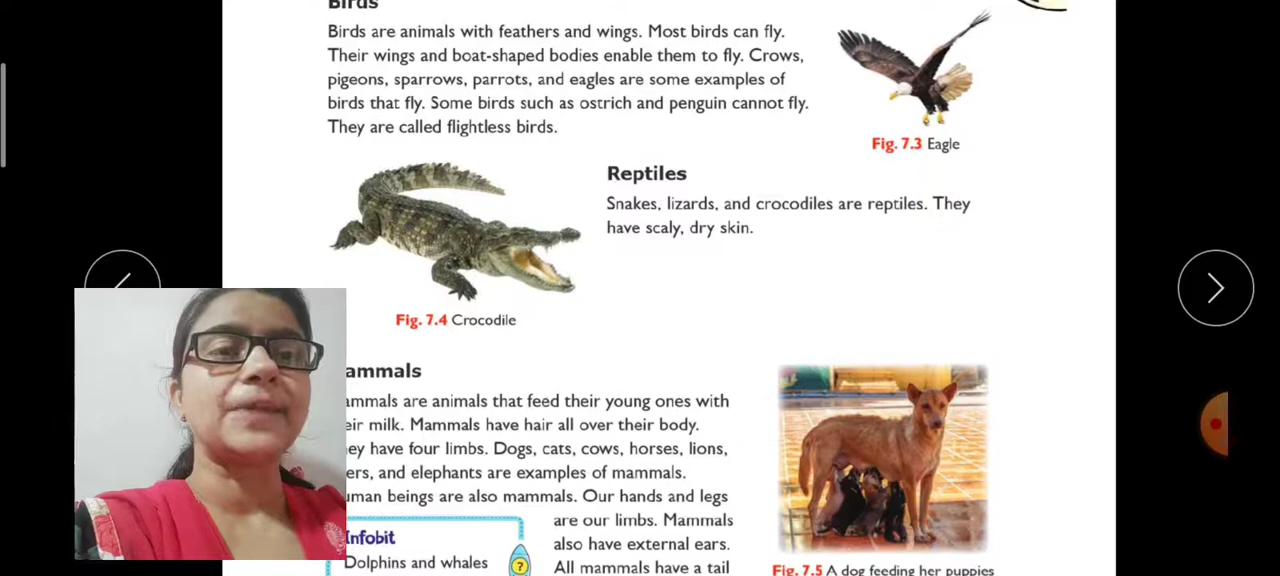 Birds
Birds are animals with feathers and wings. Most birds can fly.
Their wings and boat-shaped bodies enable them to fly. Crows,
pigeons, sparrows, parrots, and eagles are some examples of
birds that fly. Some birds such as ostrich and penguin cannot fly.
They are called flightless birds.
Fig. 7.3 Eagle
Reptiles
Snakes, lizards, and crocodiles are reptiles. They
have scaly, dry skin.
Fig. 7.4 Crocodile
ammals
ammals are animals that feed their young ones with
eir milk. Mammals have hair all over their body.
ey have four limbs. Dogs, cats, cows, horses, lions,
ers, and elephants are examples of mammals.
uman beings are also mammals. Our hands and legs
are our limbs. Mammals
also have external ears.
All mammals have a tail
Infobit
Dolphins and whales
?
Fig. 7.5 A dog feeding her puppies